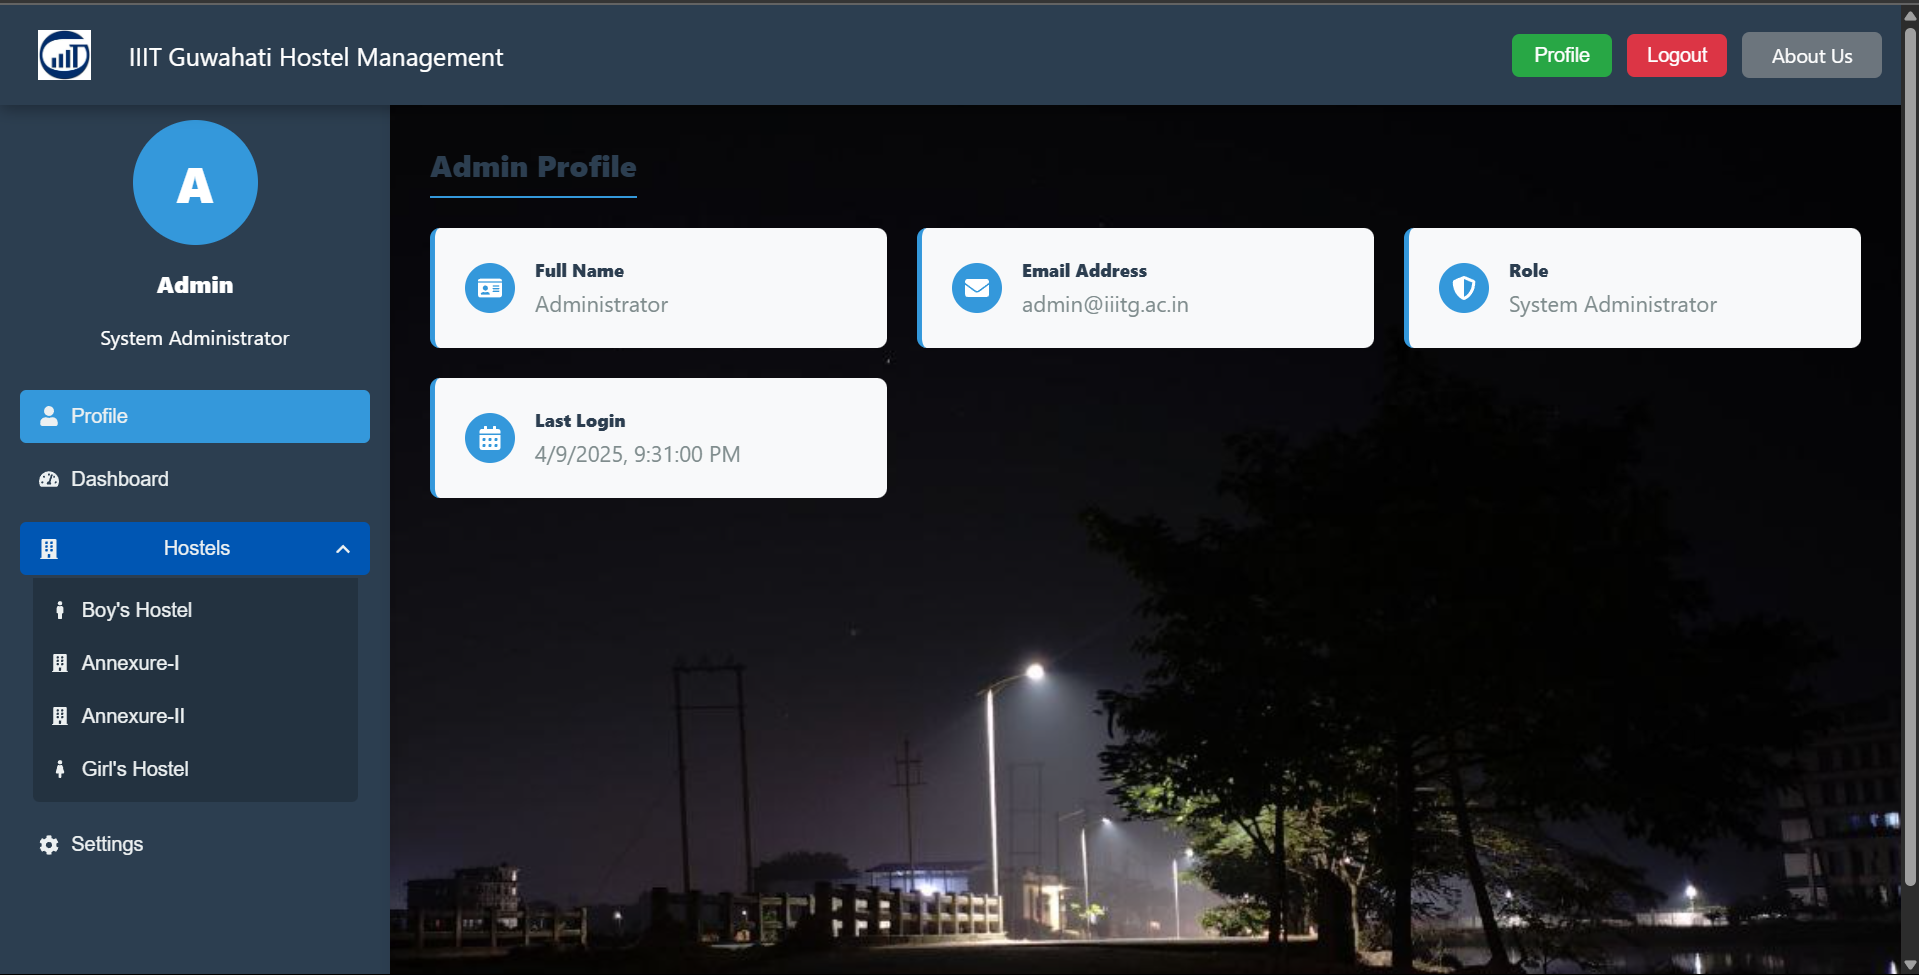 IIIT Guwahati Hostel Management
Profile
Logout
About Us
A
Admin
System Administrator
Profile
Dashboard
Hostels
Boy's Hostel
Annexure-I
Annexure-II
Girl's Hostel
Settings
Admin Profile
Full Name
Administrator
Email Address
admin@iiitg.ac.in
Role
System Administrator
Last Login
4/9/2025, 9:31:00 PM